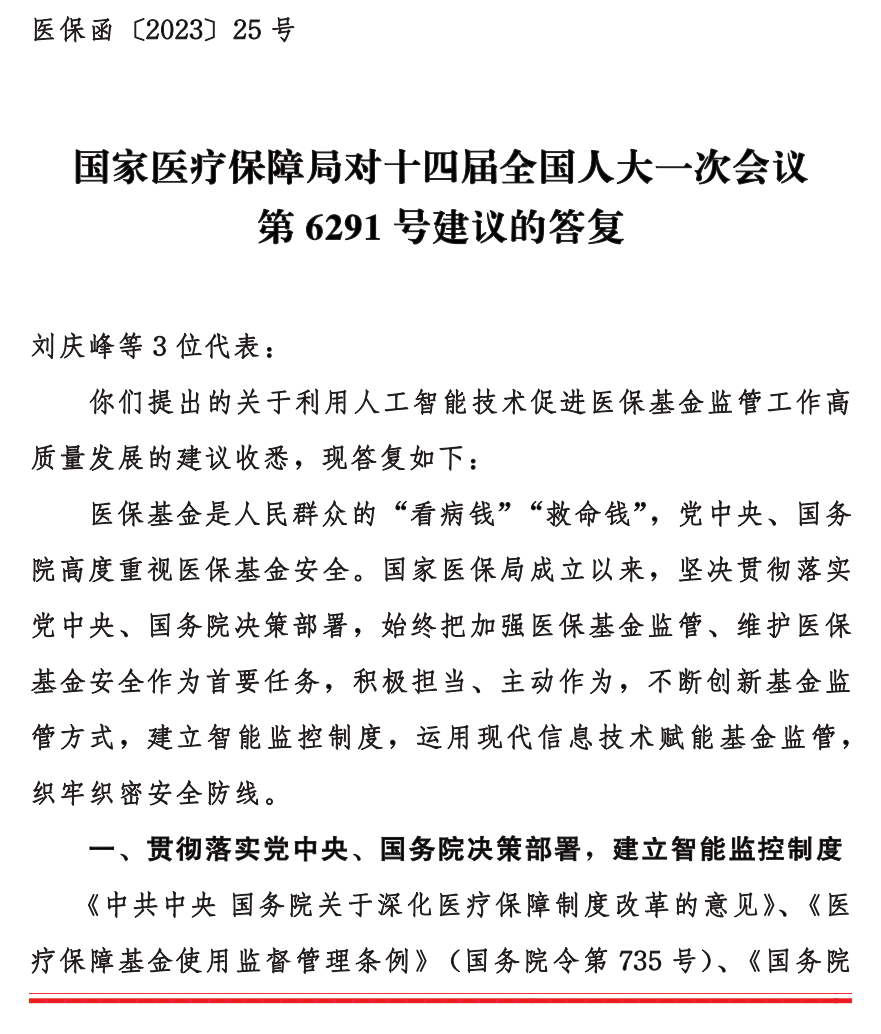 医保函〔2023〕25 号
国家医疗保障局对十四届全国人大一次会议
第 6291 号建议的答复
刘庆峰等 3 位代表：
你们提出的关于利用人工智能技术促进医保基金监管工作高
质量发展的建议收悉，现答复如下：
医保基金是人民群众的“看病钱”“救命钱”，党中央、国务
院高度重视医保基金安全。国家医保局成立以来，坚决贯彻落实
党中央、国务院决策部署，始终把加强医保基金监管、维护医保
基金安全作为首要任务，积极担当、主动作为，不断创新基金监
管方式，建立智能监控制度，运用现代信息技术赋能基金监管，
织牢织密安全防线。
一、贯彻落实党中央、国务院决策部署，建立智能监控制度
《中共中央 国务院关于深化医疗保障制度改革的意见》、《医
疗保障基金使用监督管理条例》（国务院令第 735 号）、《国务院